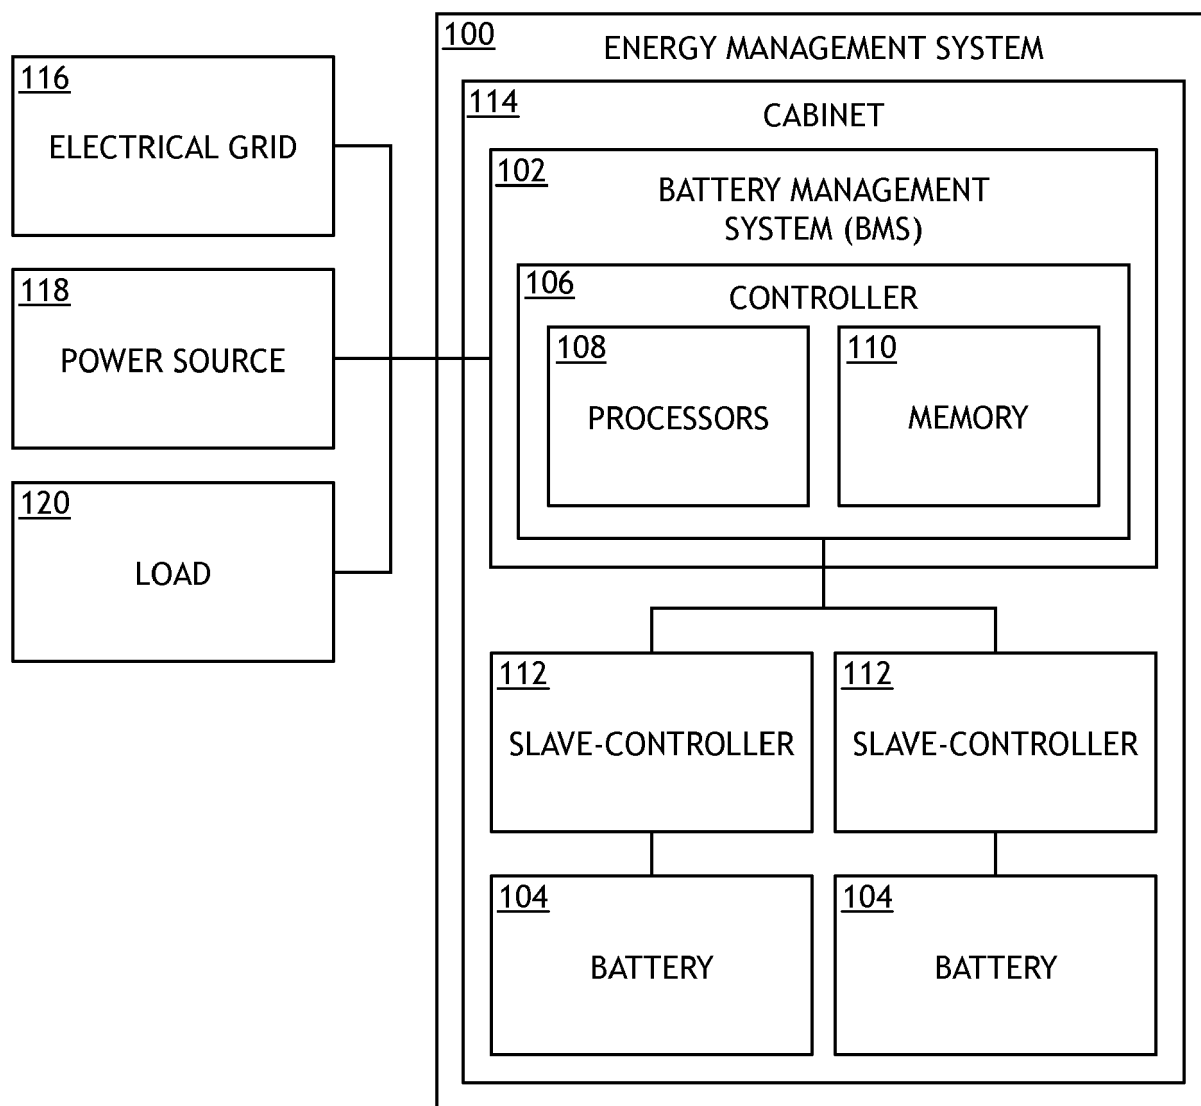 100
ENERGY MANAGEMENT SYSTEM
116
ELECTRICAL GRID
118
POWER SOURCE
120
LOAD
114
CABINET
102
BATTERY MANAGEMENT
SYSTEM (BMS)
106
CONTROLLER
108
PROCESSORS
110
MEMORY
112
SLAVE-CONTROLLER
112
SLAVE-CONTROLLER
104
BATTERY
104
BATTERY